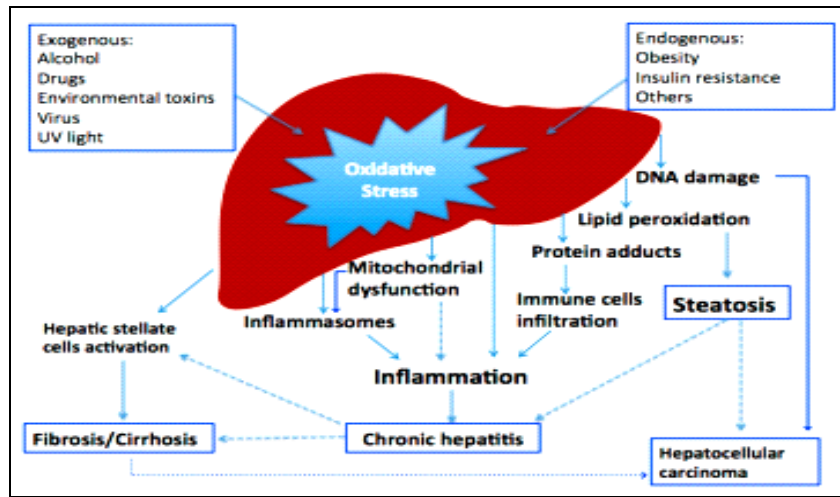 Exogenous:
Alcohol
Drugs
Environmental toxins
Virus
UV light
Endogenous:
Obesity
Insulin resistance
Others
Oxidative
Stress
DNA damage
Lipid peroxidation
Protein adducts
Mitochondrial
dysfunction
Immune cells
infiltration
Steatosis
Inflammasomes
Hepatic stellate
cells activation
Inflammation
Fibrosis/Cirrhosis
Chronic hepatitis
Hepatocellular
carcinoma